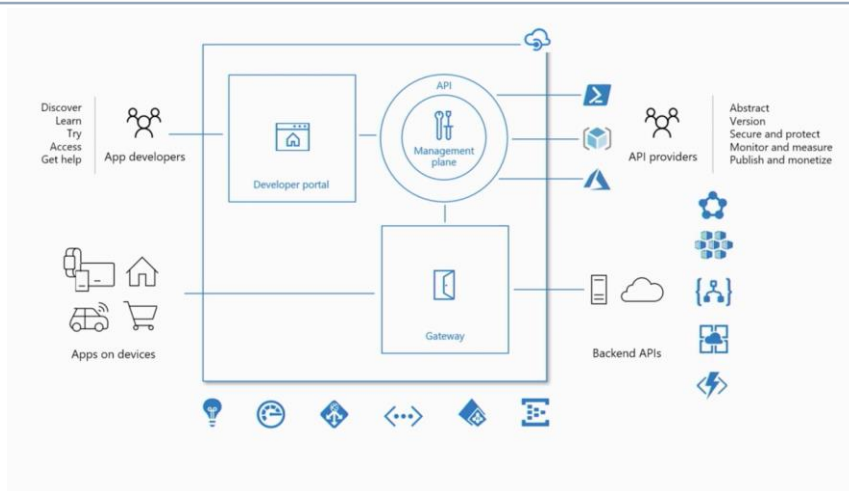 Discover
Learn
Try
Access
Get help
App developers
Developer portal
API
Management
plane
API providers
Abstract
Version
Secure and protect
Monitor and measure
Publish and monetize
Apps on devices
Gateway
Backend APIs